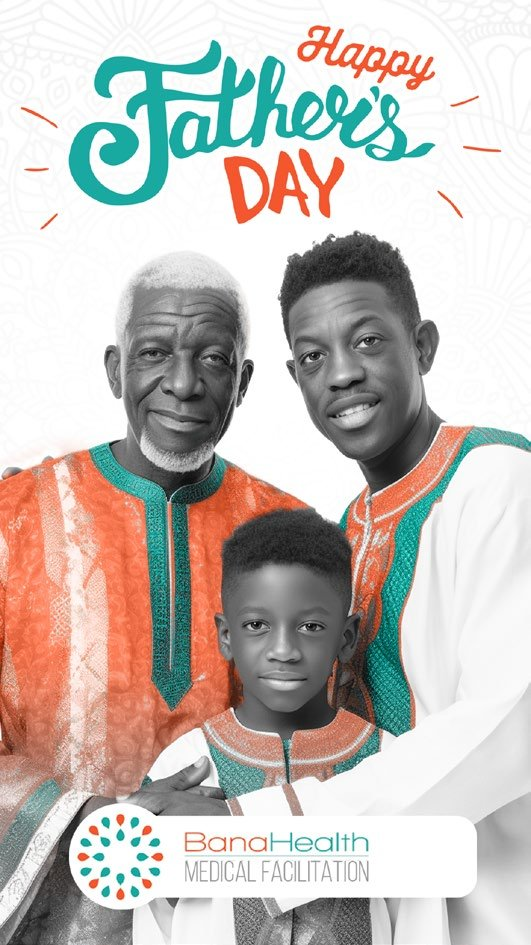 Happy
Father's
DAY
BanaHealth
MEDICAL FACILITATION